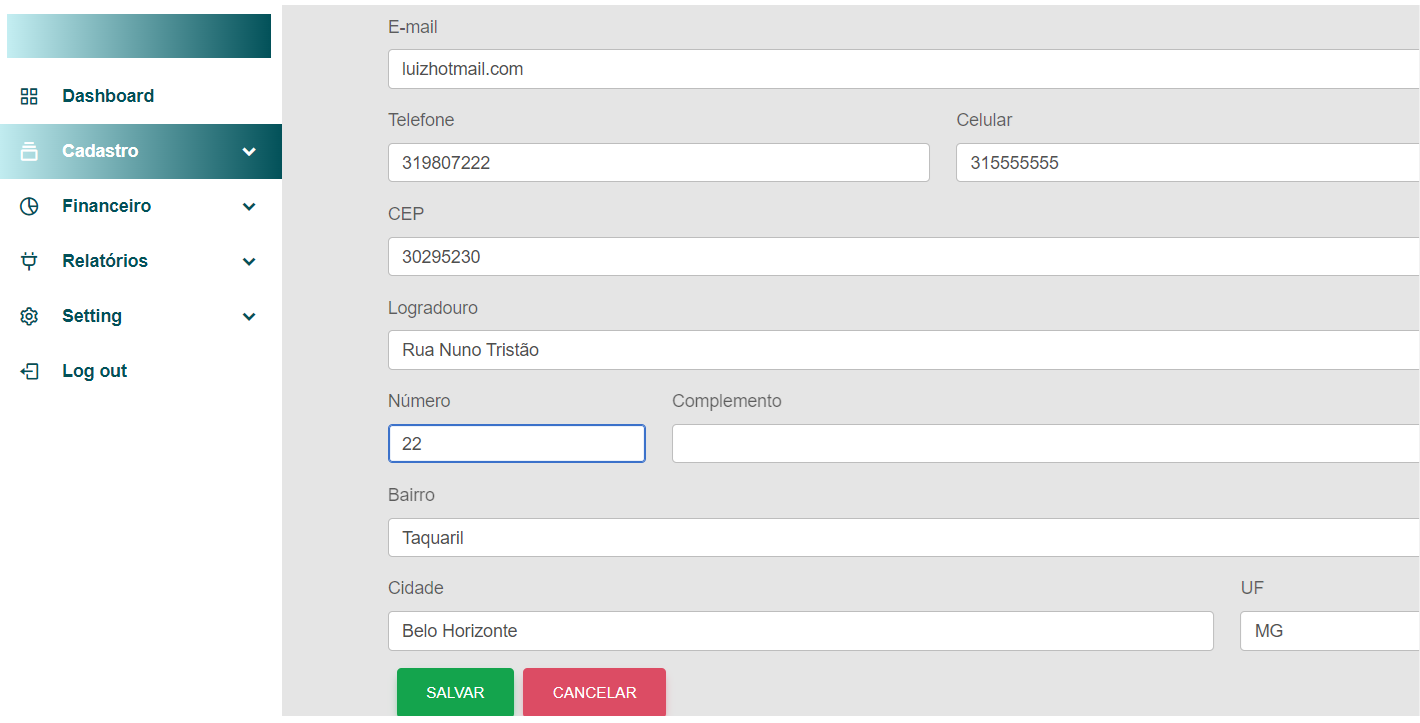 Dashboard
Cadastro
Financeiro
Relatórios
Setting
Log out
E-mail
luizhotmail.com
Telefone
Celular
319807222
315555555
CEP
30295230
Logradouro
Rua Nuno Tristão
Número
Complemento
22
Bairro
Taquaril
Cidade
UF
Belo Horizonte
MG
SALVAR
CANCELAR